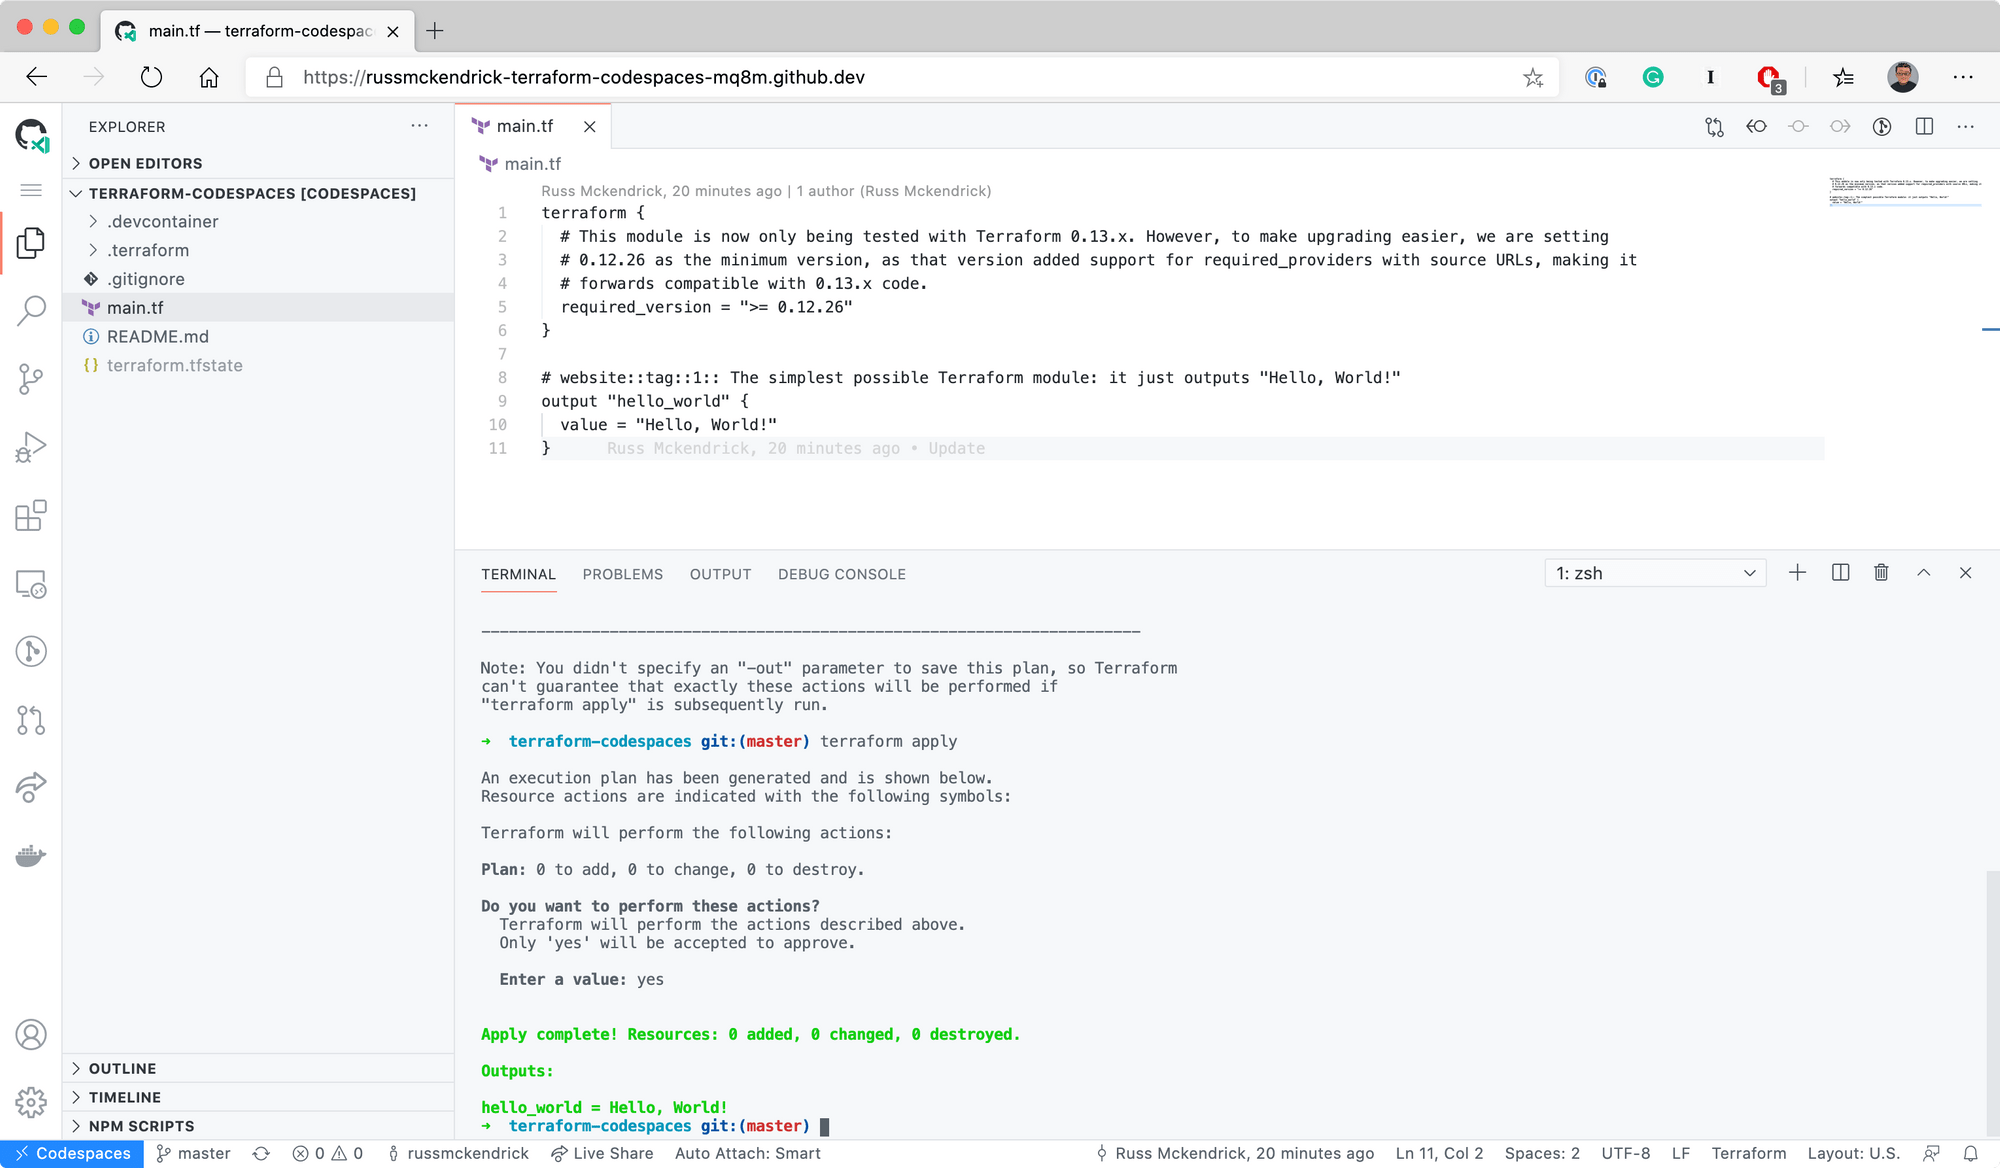 main.tf — terraform-codespac
https://russmckendrick-terraform-codespaces-mq8m.github.dev
3
EXPLORER
OPEN EDITORS
TERRAFORM-CODESPACES [CODESPACES]
.devcontainer
.terraform
.gitignore
main.tf
README.md
terraform.tfstate
OUTLINE
TIMELINE
NPM SCRIPTS
main.tf
main.tf
Russ Mckendrick, 20 minutes ago | 1 author (Russ Mckendrick)
1 terraform {
2 # This module is now only being tested with Terraform 0.13.x. However, to make upgrading easier, we are setting
3 # 0.12.26 as the minimum version, as that version added support for required_providers with source URLs, making it
4 # forwards compatible with 0.13.x code.
5 required_version = ">= 0.12.26"
6 }
7
8 # website::tag::1:: The simplest possible Terraform module: it just outputs "Hello, World!"
9 output "hello_world" {
10 value = "Hello, World!"
11 } Russ Mckendrick, 20 minutes ago • Update
TERMINAL PROBLEMS OUTPUT DEBUG CONSOLE 1: zsh
------------------------------------------------------------------------
Note: You didn't specify an "-out" parameter to save this plan, so Terraform
can't guarantee that exactly these actions will be performed if
"terraform apply" is subsequently run.
➜ terraform-codespaces git:(master) terraform apply
An execution plan has been generated and is shown below.
Resource actions are indicated with the following symbols:
Terraform will perform the following actions:
Plan: 0 to add, 0 to change, 0 to destroy.
Do you want to perform these actions?
Terraform will perform the actions described above.
Only 'yes' will be accepted to approve.
Enter a value: yes
Apply complete! Resources: 0 added, 0 changed, 0 destroyed.
Outputs:
hello_world = Hello, World!
➜ terraform-codespaces git:(master)
Codespaces master 0 0 russmckendrick Live Share Auto Attach: Smart Russ Mckendrick, 20 minutes ago Ln 11, Col 2 Spaces: 2 UTF-8 LF Terraform Layout: U.S.